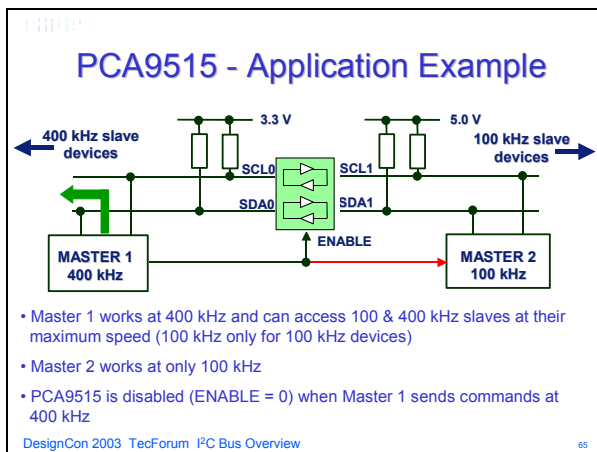 PHILIPS
PCA9515 - Application Example
3.3 V
5.0 V
400 kHz slave
devices
100 kHz slave
devices
SCL0
SCL1
SDA0
SDA1
ENABLE
MASTER 1
400 kHz
MASTER 2
100 kHz
• Master 1 works at 400 kHz and can access 100 & 400 kHz slaves at their
maximum speed (100 kHz only for 100 kHz devices)
• Master 2 works at only 100 kHz
• PCA9515 is disabled (ENABLE = 0) when Master 1 sends commands at
400 kHz
DesignCon 2003 TecForum I²C Bus Overview
65